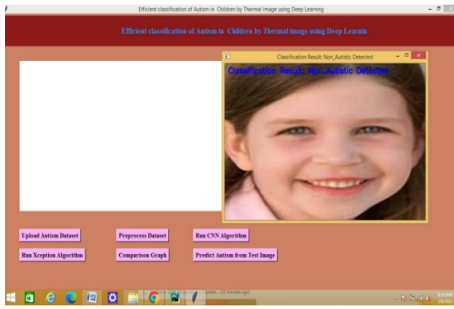 Efficient classification of Autism in Children by Thermal image using Deep Learning
Efficient classification of Autism in Children by Thermal image using Deep Learnin
Classification Result: Non_Autistic Detected
Classification Result: Non_Autistic Detected
Upload Autism Dataset
Preprocess Dataset
Run CNN Algorithm
Run Xception Algorithm
Comparison Graph
Predict Autism from Test Image